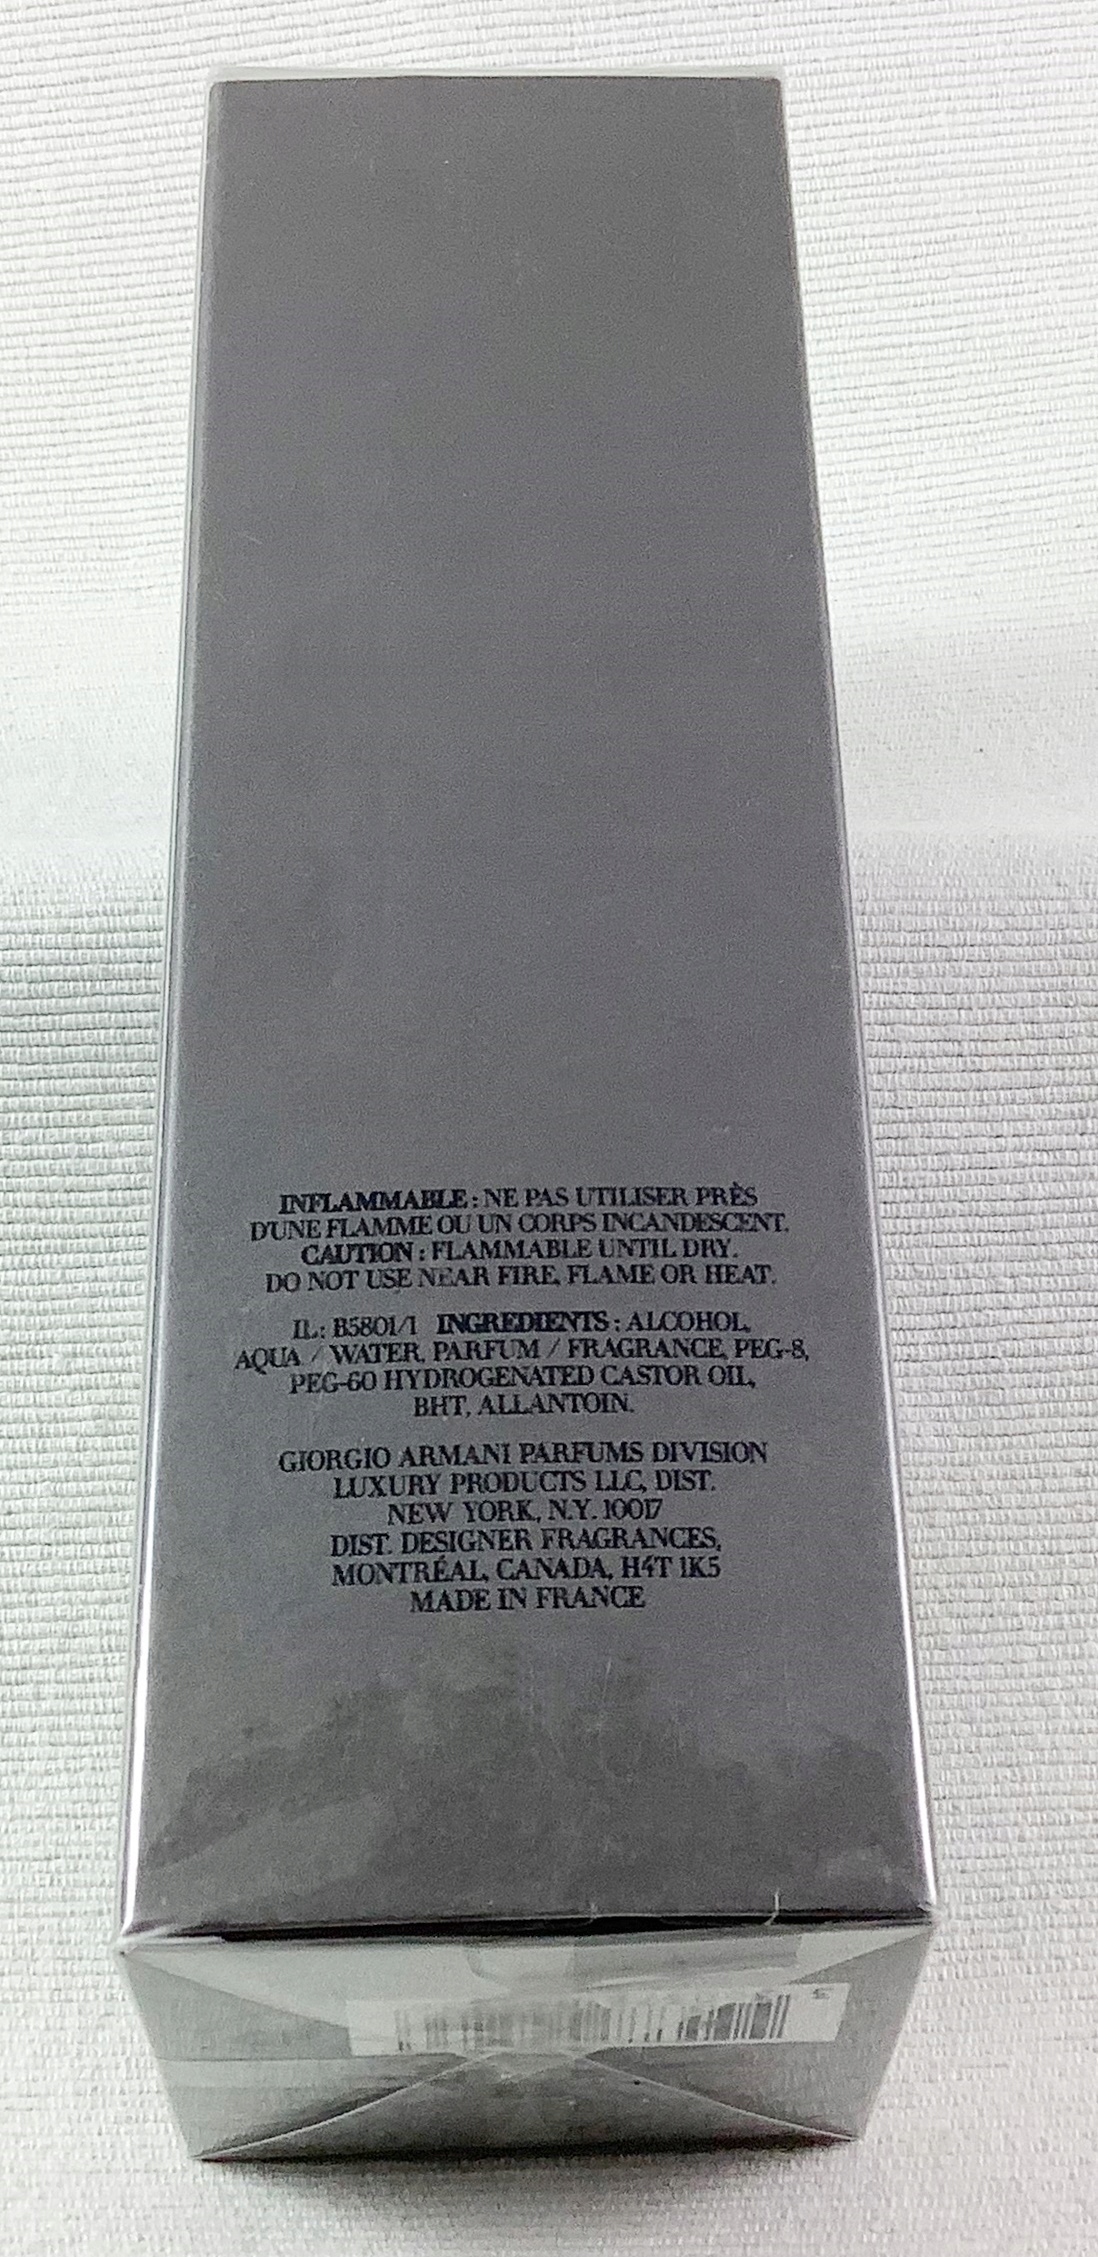 INFLAMMABLE : NE PAS UTILISER PRÈS
D'UNE FLAMME OU UN CORPS INCANDESCENT.
CAUTION : FLAMMABLE UNTIL DRY.
DO NOT USE NEAR FIRE, FLAME OR HEAT.
IL: B5801/1 INGREDIENTS : ALCOHOL,
AQUA / WATER, PARFUM / FRAGRANCE, PEG-8,
PEG-60 HYDROGENATED CASTOR OIL,
BHT, ALLANTOIN.
GIORGIO ARMANI PARFUMS DIVISION
LUXURY PRODUCTS LLC, DIST.
NEW YORK, N.Y. 10017
DIST. DESIGNER FRAGRANCES,
MONTRÉAL, CANADA, H4T 1K5
MADE IN FRANCE